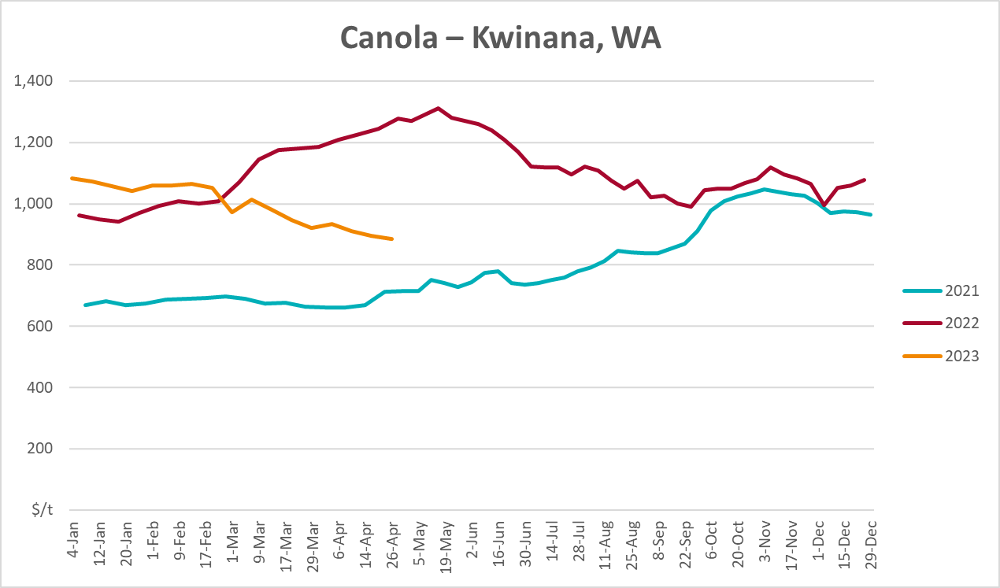 Canola – Kwinana, WA
1,400
1,200
1,000
800
600
400
200
$/t
4-Jan
12-Jan
20-Jan
1-Feb
9-Feb
17-Feb
1-Mar
9-Mar
17-Mar
29-Mar
6-Apr
14-Apr
26-Apr
5-May
19-May
2-Jun
16-Jun
30-Jun
14-Jul
28-Jul
11-Aug
25-Aug
8-Sep
22-Sep
6-Oct
20-Oct
3-Nov
17-Nov
1-Dec
15-Dec
29-Dec
2021
2022
2023